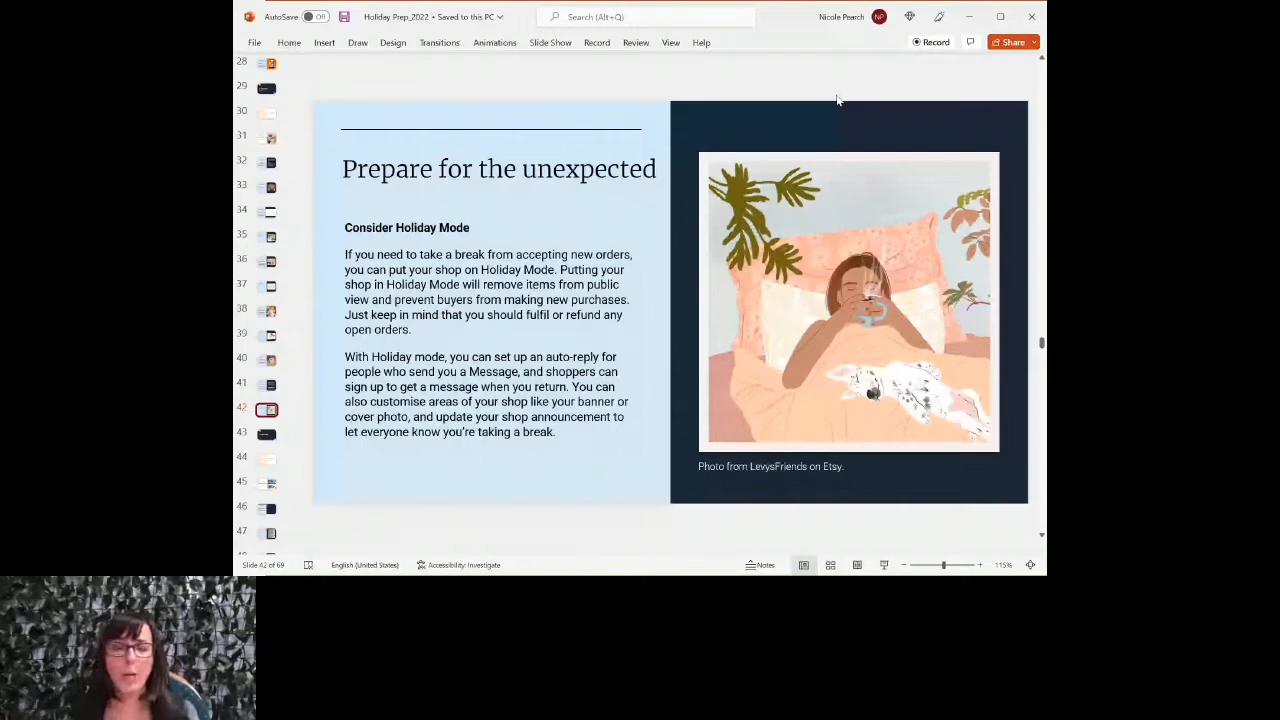 AutoSave Off Holiday Prep_2022 • Saved to this PC Search (Alt+Q) Nicole Pearch NP
File Home Insert Draw Design Transitions Animations Slide Show Record Review View Help Record Share
28
29
30
31
32
33
34
35
36
37
38
39
40
41
42
43
44
45
46
47
Prepare for the unexpected
Consider Holiday Mode
If you need to take a break from accepting new orders,
you can put your shop on Holiday Mode. Putting your
shop in Holiday Mode will remove items from public
view and prevent buyers from making new purchases.
Just keep in mind that you should fulfil or refund any
open orders.
With Holiday mode, you can set up an auto-reply for
people who send you a Message, and shoppers can
sign up to get a message when you return. You can
also customise areas of your shop like your banner or
cover photo, and update your shop announcement to
let everyone know you’re taking a break.
Photo from LevysFriends on Etsy.
Slide 42 of 69 English (United States) Accessibility: Investigate Notes 115%